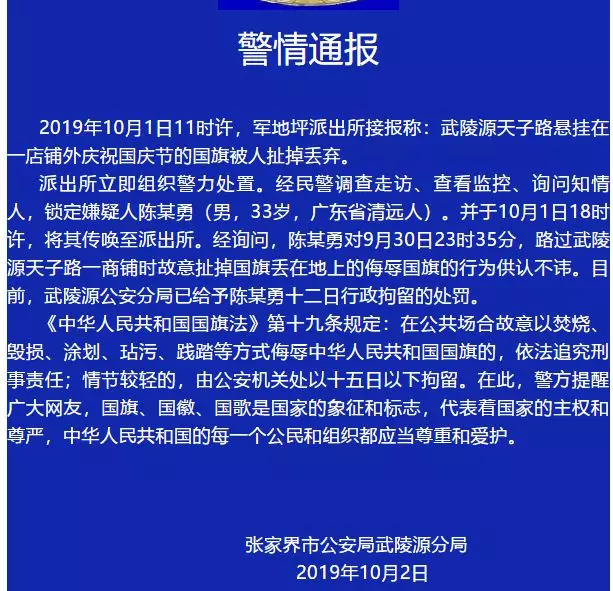 警情通报
2019年10月1日11时许，军地坪派出所接报称：武陵源天子路悬挂在
一店铺外庆祝国庆节的国旗被人扯掉丢弃。
派出所立即组织警力处置。经民警调查走访、查看监控、询问知情
人，锁定嫌疑人陈某勇（男，33岁，广东省清远人）。并于10月1日18时
许，将其传唤至派出所。经询问，陈某勇对9月30日23时35分，路过武陵
源天子路一商铺时故意扯掉国旗丢在地上的侮辱国旗的行为供认不讳。目
前，武陵源公安分局已给予陈某勇十二日行政拘留的处罚。
《中华人民共和国国旗法》第十九条规定：在公共场合故意以焚烧、
毁损、涂划、玷污、践踏等方式侮辱中华人民共和国国旗的，依法追究刑
事责任；情节较轻的，由公安机关处以十五日以下拘留。在此，警方提醒
广大网友，国旗、国徽、国歌是国家的象征和标志，代表着国家的主权和
尊严，中华人民共和国的每一个公民和组织都应当尊重和爱护。
张家界市公安局武陵源分局
2019年10月2日